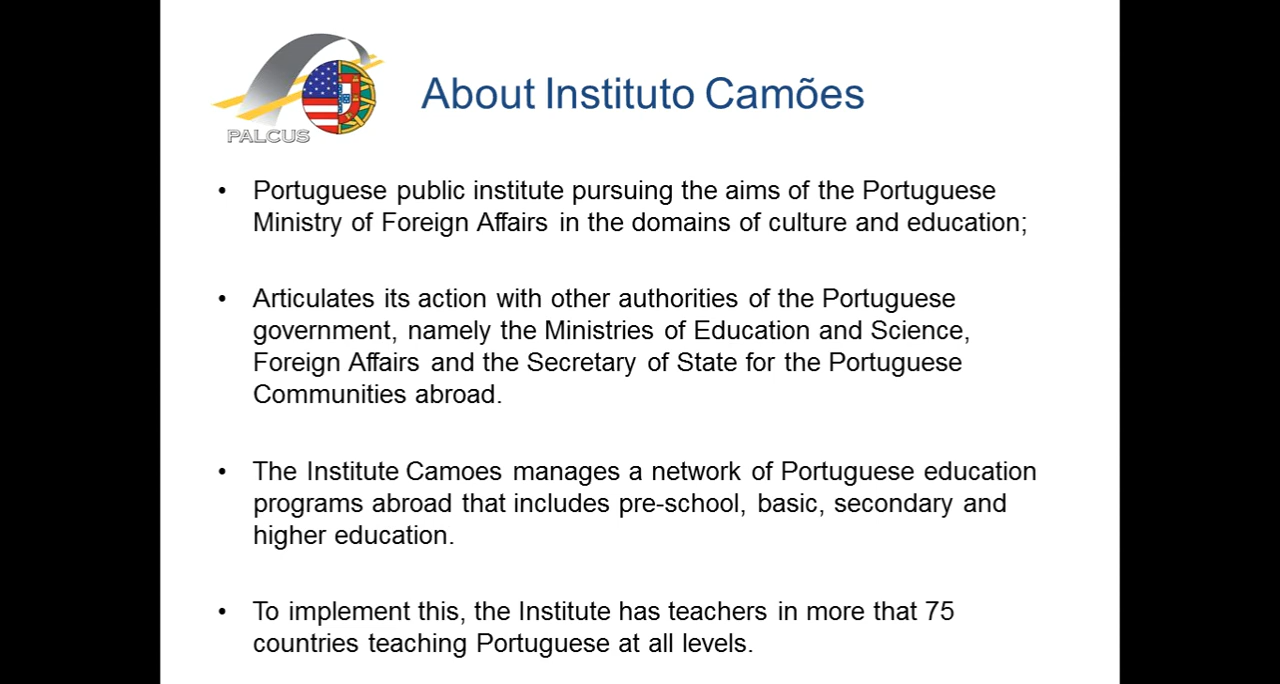 PALCUS
About Instituto Camões
• Portuguese public institute pursuing the aims of the Portuguese
Ministry of Foreign Affairs in the domains of culture and education;
• Articulates its action with other authorities of the Portuguese
government, namely the Ministries of Education and Science,
Foreign Affairs and the Secretary of State for the Portuguese
Communities abroad.
• The Institute Camoes manages a network of Portuguese education
programs abroad that includes pre-school, basic, secondary and
higher education.
• To implement this, the Institute has teachers in more that 75
countries teaching Portuguese at all levels.